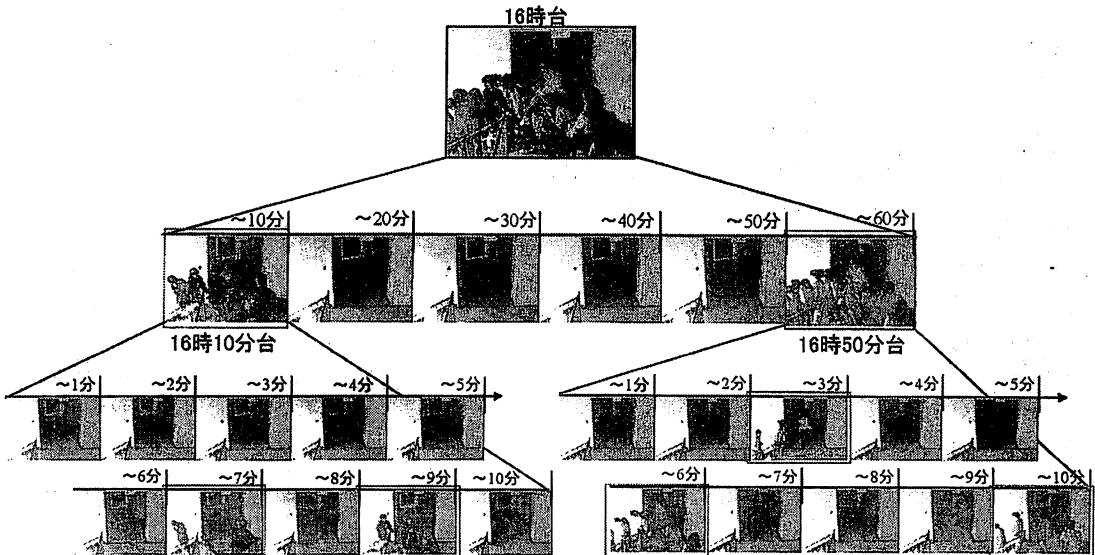 16時台
～10分 ～20分 ～30分 ～40分 ～50分 ～60分
16時10分台 16時50分台
～1分 ～2分 ～3分 ～4分 ～5分 ～1分 ～2分 ～3分 ～4分 ～5分
～6分 ～7分 ～8分 ～9分 ～10分 ～6分 ～7分 ～8分 ～9分 ～10分